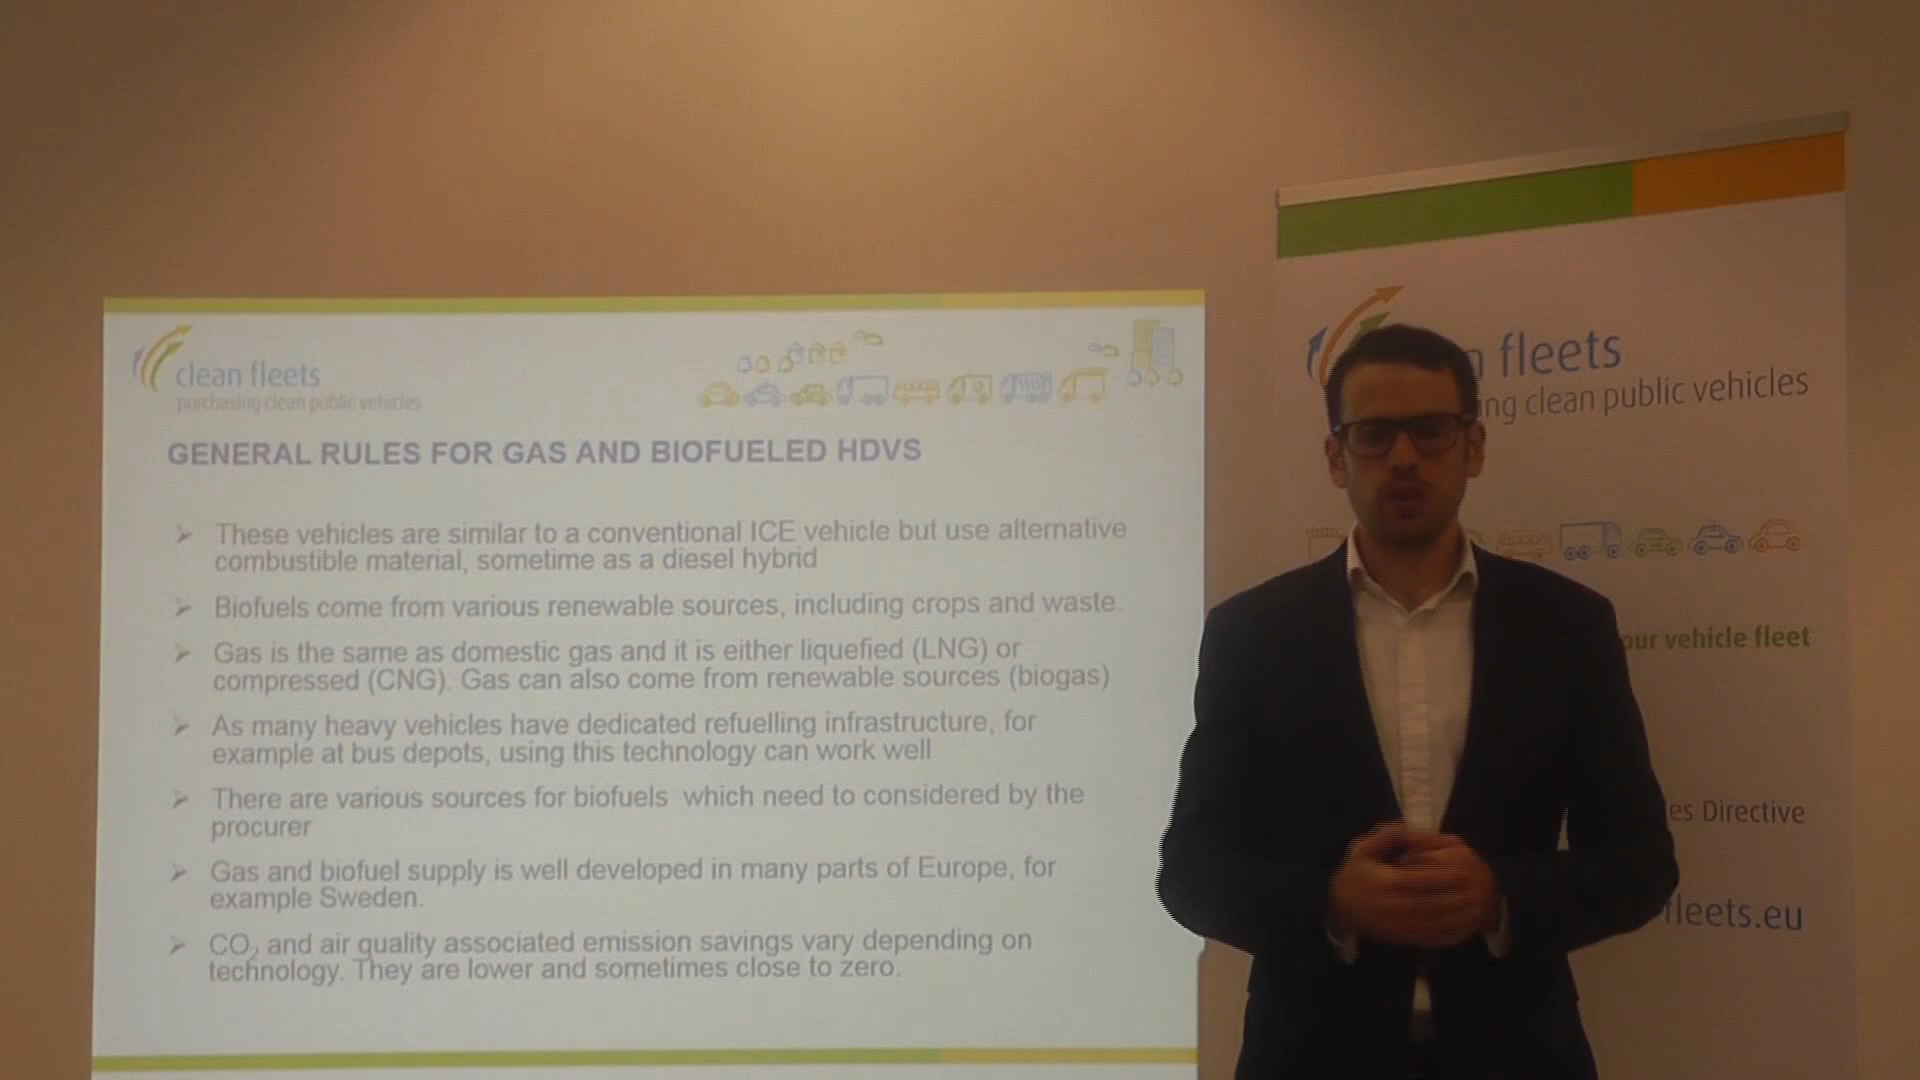 clean fleets
purchasing clean public vehicles
GENERAL RULES FOR GAS AND BIOFUELED HDVS
➢ These vehicles are similar to a conventional ICE vehicle but use alternative
combustible material, sometime as a diesel hybrid
➢ Biofuels come from various renewable sources, including crops and waste.
➢ Gas is the same as domestic gas and it is either liquefied (LNG) or
compressed (CNG). Gas can also come from renewable sources (biogas)
➢ As many heavy vehicles have dedicated refuelling infrastructure, for
example at bus depots, using this technology can work well
➢ There are various sources for biofuels which need to considered by the
procurer
➢ Gas and biofuel supply is well developed in many parts of Europe, for
example Sweden.
➢ CO₂ and air quality associated emission savings vary depending on
technology. They are lower and sometimes close to zero.
n fleets
ng clean public vehicles
our vehicle fleet
es Directive
fleets.eu